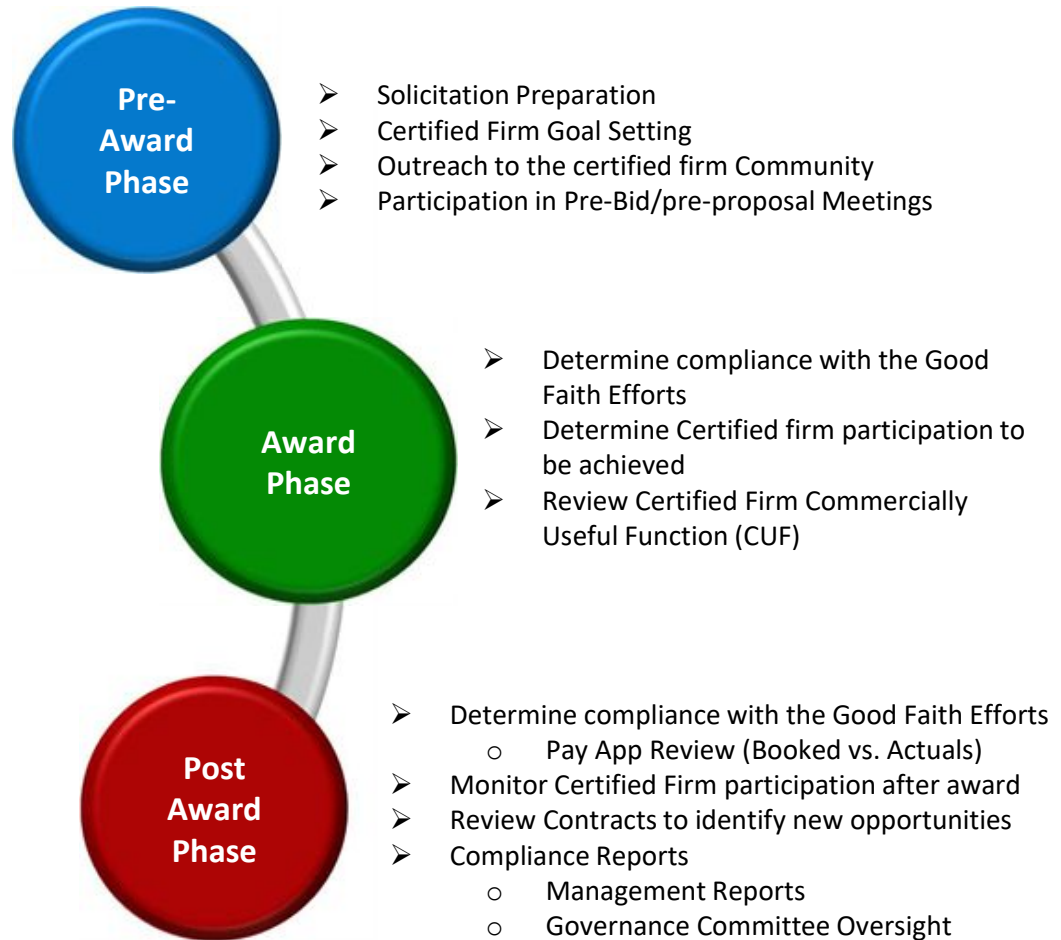 Pre-
Award
Phase
➢ Solicitation Preparation
➢ Certified Firm Goal Setting
➢ Outreach to the certified firm Community
➢ Participation in Pre-Bid/pre-proposal Meetings
Award
Phase
➢ Determine compliance with the Good
Faith Efforts
➢ Determine Certified firm participation to
be achieved
➢ Review Certified Firm Commercially
Useful Function (CUF)
Post
Award
Phase
➢ Determine compliance with the Good Faith Efforts
o Pay App Review (Booked vs. Actuals)
➢ Monitor Certified Firm participation after award
➢ Review Contracts to identify new opportunities
➢ Compliance Reports
o Management Reports
o Governance Committee Oversight